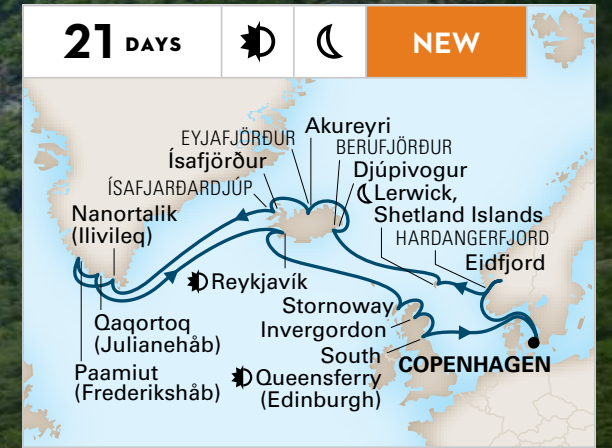 21 DAYS
NEW
EYJAFJÖRÐUR
Akureyri
BERUFJÖRÐUR
Ísafjörður
Djúpivogur
ÍSAFJARÐARDJÚP
Lerwick,
Shetland Islands
Nanortalik
(Ilivileq)
HARDANGERFJORD
Eidfjord
Reykjavík
Stornoway
Qaqortoq
(Julianehåb)
Invergordon
South
Queensferry
(Edinburgh)
COPENHAGEN
Paamiut
(Frederikshåb)